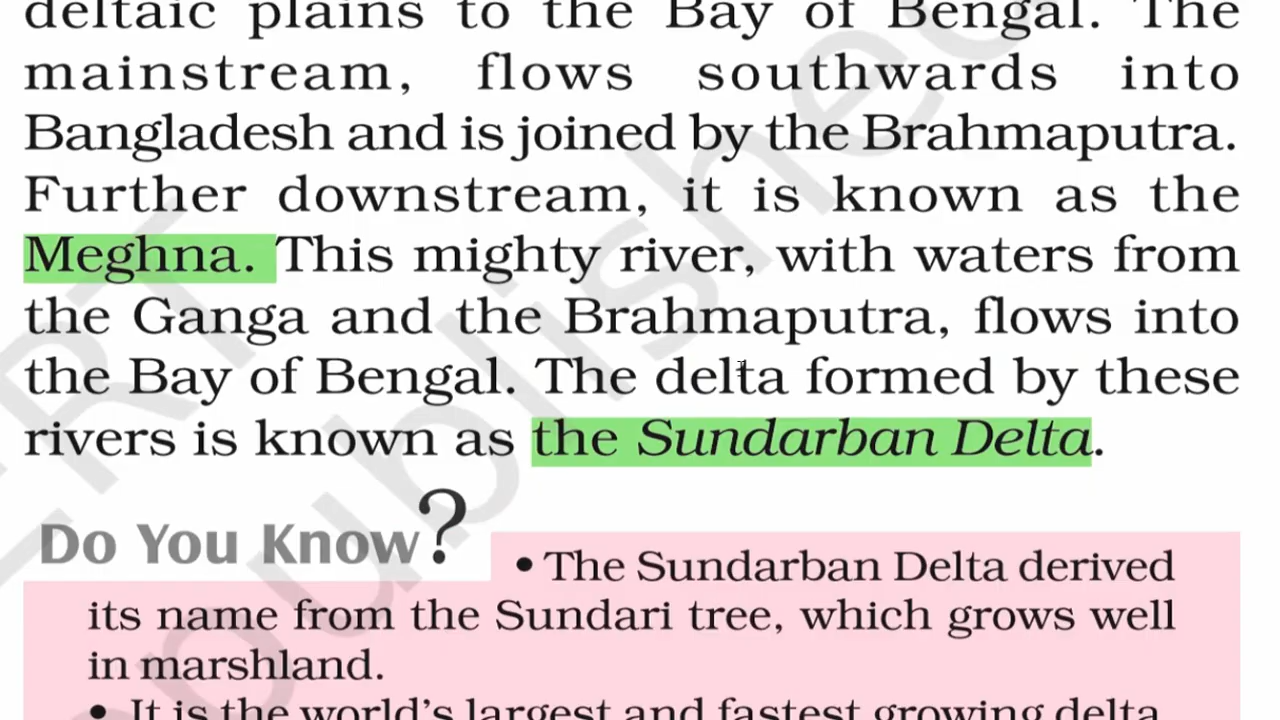 deltaic plains to the Bay of Bengal. The
mainstream, flows southwards into
Bangladesh and is joined by the Brahmaputra.
Further downstream, it is known as the
Meghna. This mighty river, with waters from
the Ganga and the Brahmaputra, flows into
the Bay of Bengal. The delta formed by these
rivers is known as the Sundarban Delta.
Do You Know?
• The Sundarban Delta derived
its name from the Sundari tree, which grows well
in marshland.
• It is the world's largest and fastest growing delta